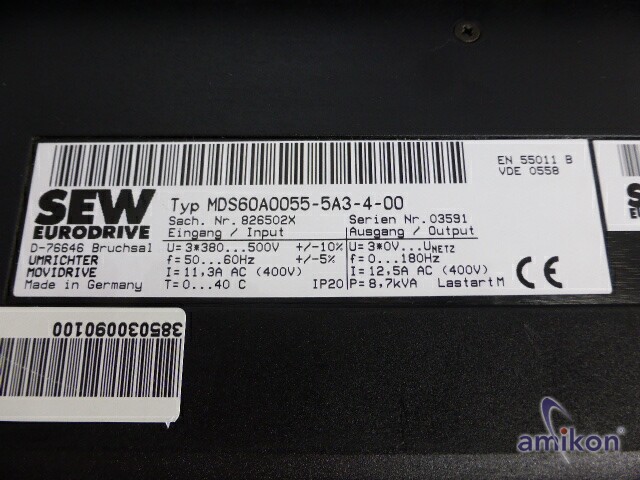 EN 55011 B
VDE 0558
SEW
EURODRIVE
D-76646 Bruchsal
UMRICHTER
MOVIDRIVE
Made in Germany
Typ MDS60A0055-5A3-4-00
Sach. Nr. 826502X Serien Nr. 03591
Eingang / Input Ausgang / Output
U= 3*380...500V +/-10% U= 3*0V...UNETZ
f= 50...60Hz +/-5% f= 0...180Hz
I= 11,3A AC (400V) I= 12,5A AC (400V)
T= 0...40 C IP20 P= 8,7kVA Lastart M
CE
385030090100
amikon